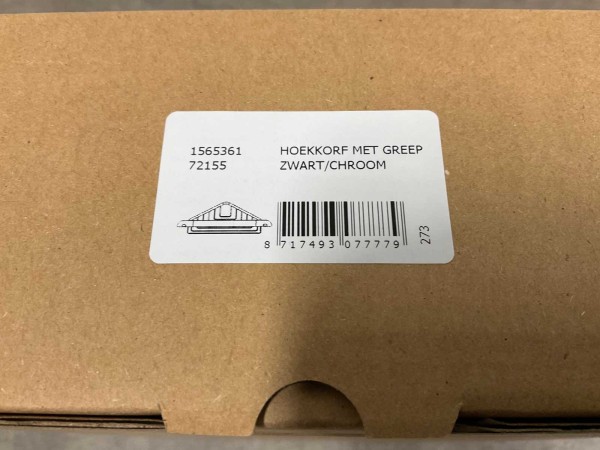 1565361 HOEKKORF MET GREEP
72155 ZWART/CHROOM
8 717493 077779
273